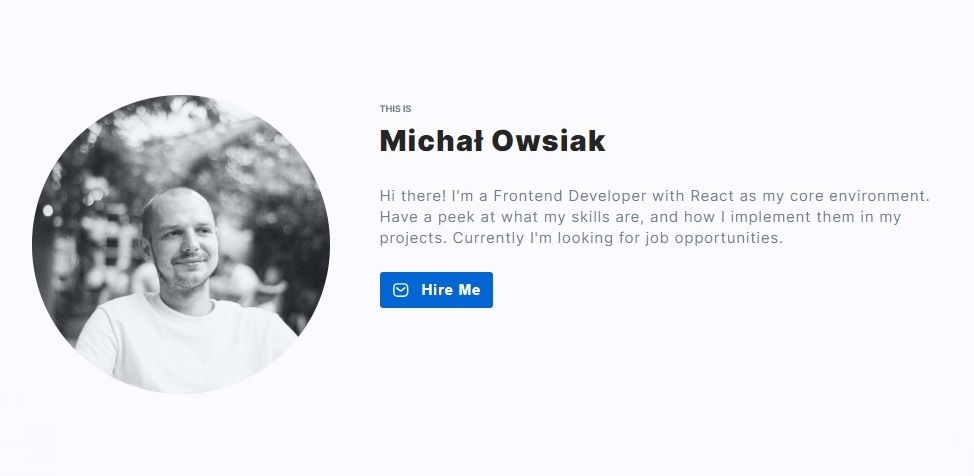 THIS IS
Michał Owsiak
Hi there! I'm a Frontend Developer with React as my core environment.
Have a peek at what my skills are, and how I implement them in my
projects. Currently I'm looking for job opportunities.
Hire Me